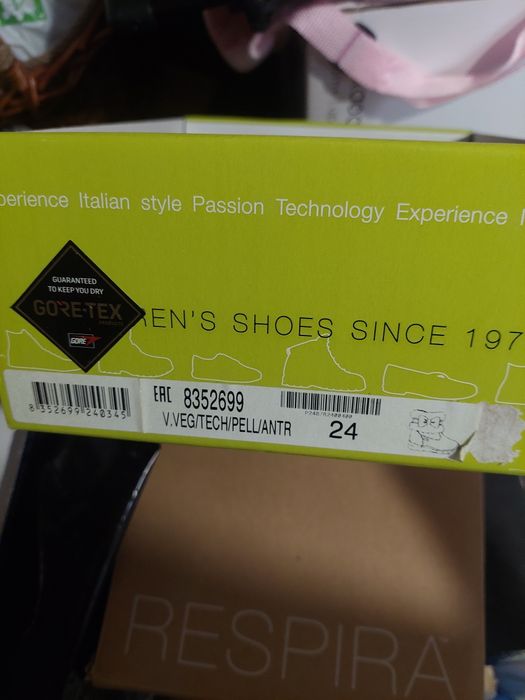 perience Italian style Passion Technology Experience
GUARANTEED
TO KEEP YOU DRY
GORE-TEX
PRODUCTS
GORE
REN'S SHOES SINCE 197
8 352699 240345
EAC 8352699
V.VEG/TECH/PELL/ANTR
24
RESPIRA